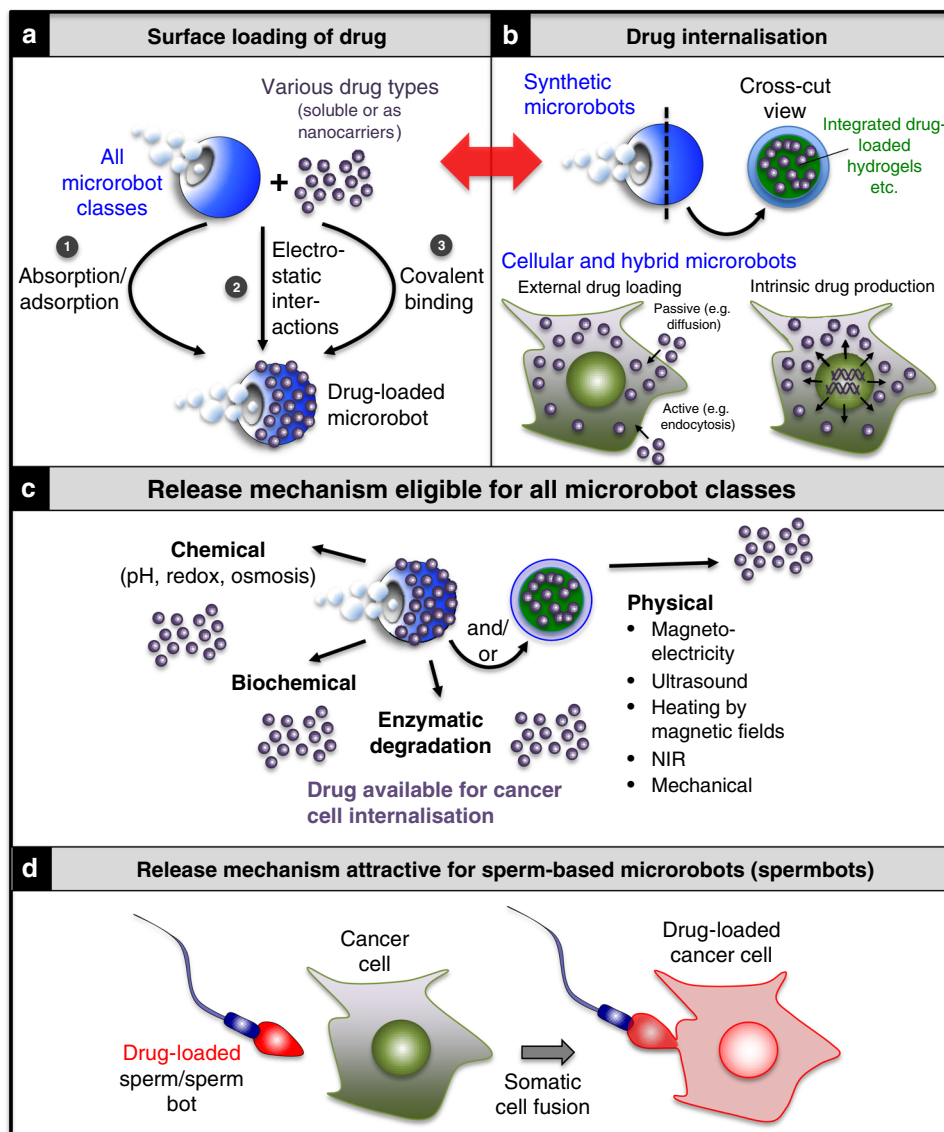 a
Surface loading of drug
Various drug types
(soluble or as
nanocarriers)
All
microrobot
classes
+
1
Absorption/
adsorption
2
Electro-
static
inter-
actions
3
Covalent
binding
Drug-loaded
microrobot
b
Drug internalisation
Synthetic
microrobots
Cross-cut
view
Integrated drug-
loaded
hydrogels
etc.
Cellular and hybrid microrobots
External drug loading
Passive (e.g.
diffusion)
Active (e.g.
endocytosis)
Intrinsic drug production
c
Release mechanism eligible for all microrobot classes
Chemical
(pH, redox, osmosis)
Biochemical
Enzymatic
degradation
and/
or
Drug available for cancer
cell internalisation
Physical
• Magneto-
electricity
• Ultrasound
• Heating by
magnetic fields
• NIR
• Mechanical
d
Release mechanism attractive for sperm-based microrobots (spermbots)
Drug-loaded
sperm/sperm
bot
Cancer
cell
Somatic
cell fusion
Drug-loaded
cancer cell